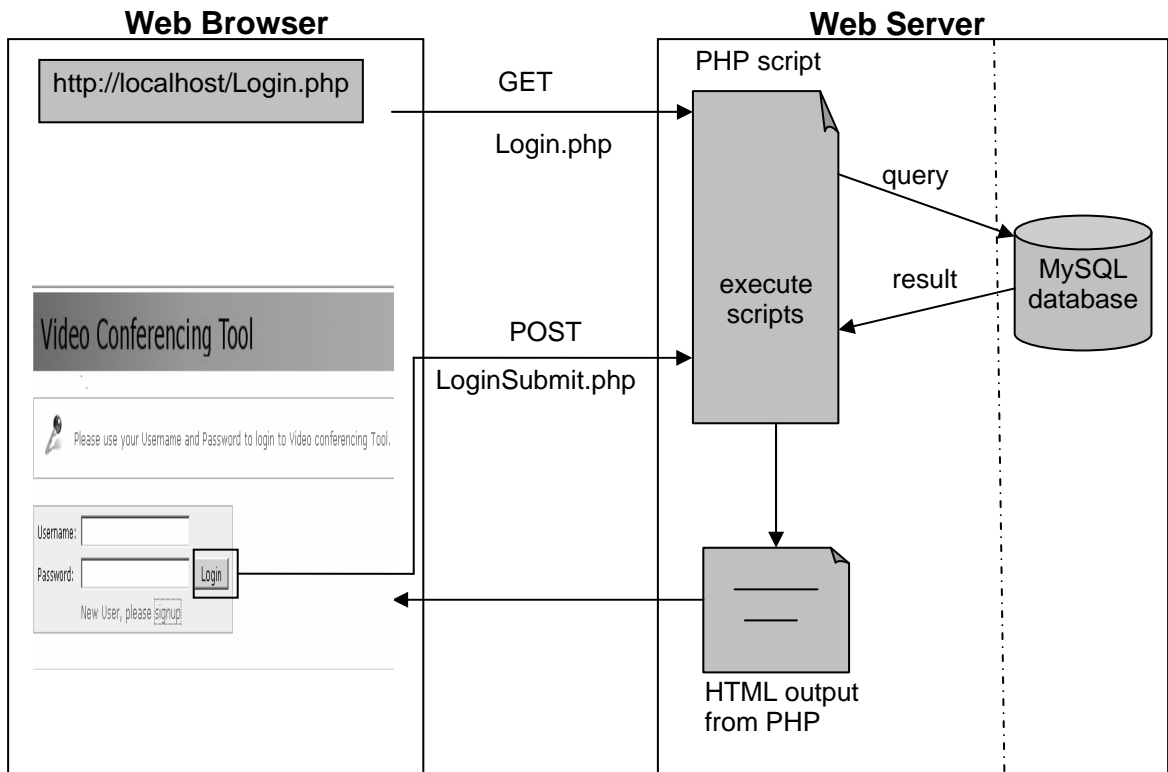 Web Browser
Web Server
http://localhost/Login.php
GET
Login.php
PHP script
query
MySQL
database
result
execute
scripts
Video Conferencing Tool
POST
LoginSubmit.php
Please use your Username and Password to login to Video conferencing Tool.
Username:
Password:
Login
New User, please signup
HTML output
from PHP